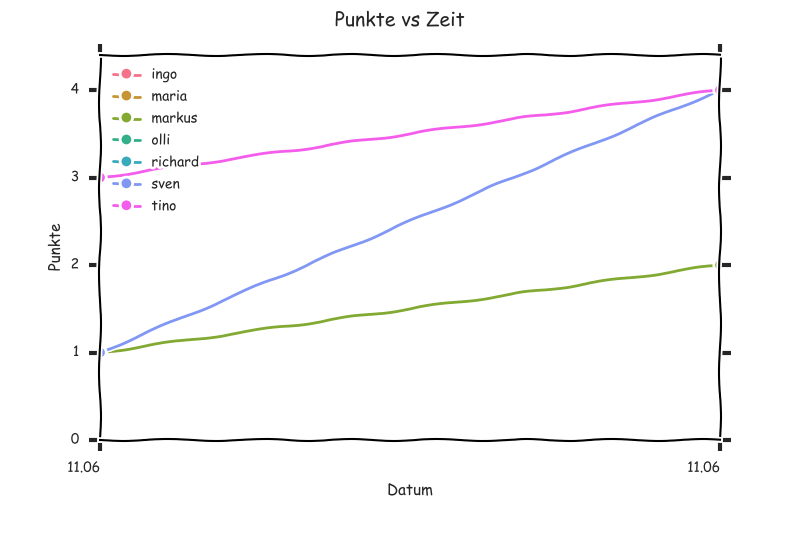 Punkte vs Zeit
ingo
maria
markus
olli
richard
sven
tino
4
3
2
1
0
Punkte
11.06
11.06
Datum